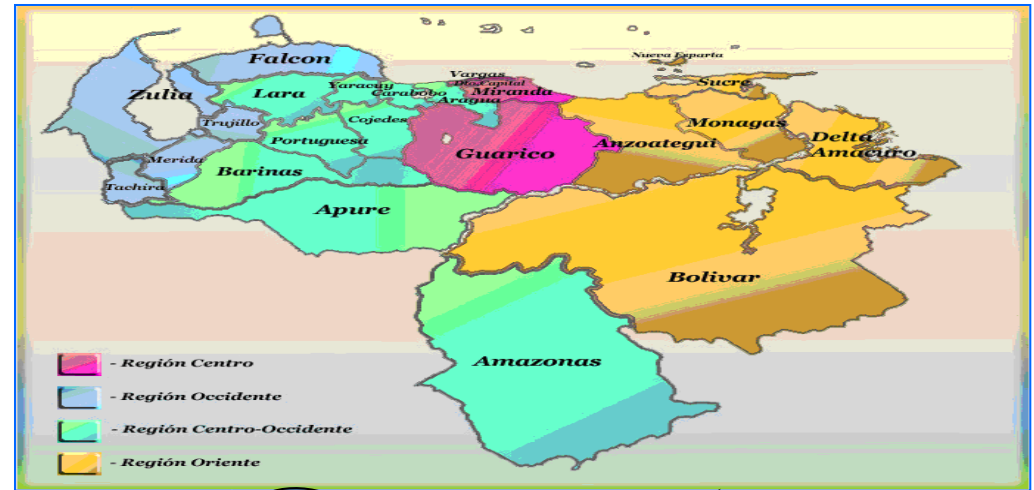 Nueva Esparta
Falcon
Vargas
Dto. Capital
Sucre
Zulia
Lara
Yaracuy
Carabobo
Miranda
Aragua
Trujillo
Cojedes
Monagas
Delta
Amacuro
Portuguesa
Anzoategui
Merida
Guarico
Barinas
Tachira
Apure
Bolivar
Amazonas
- Región Centro
- Región Occidente
- Región Centro-Occidente
- Región Oriente